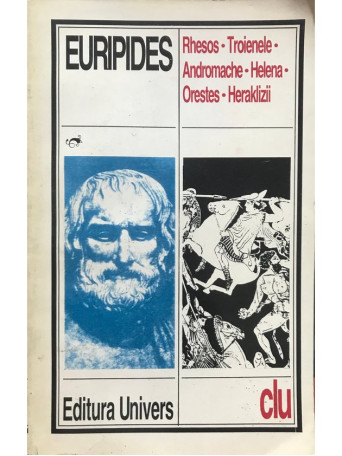 EURIPIDES
Rhesos • Troienele •
Andromache • Helena •
Orestes • Heraklizii
Editura Univers
clu